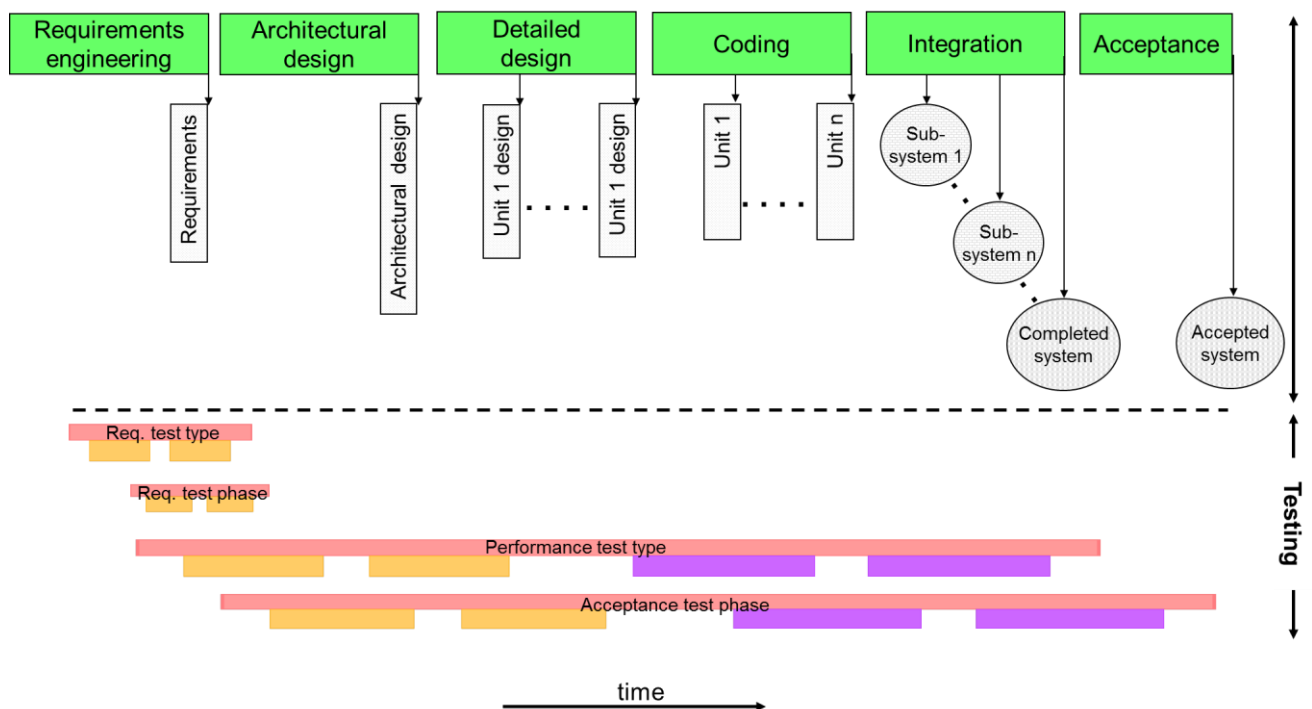 Requirements
engineering
Architectural
design
Detailed
design
Coding
Integration
Acceptance
Requirements
Architectural design
Unit 1 design
. . . .
Unit 1 design
Unit 1
. . . .
Unit n
Sub-
system 1
Sub-
system n
Completed
system
Accepted
system
Req. test type
Req. test phase
Performance test type
Acceptance test phase
Testing
time